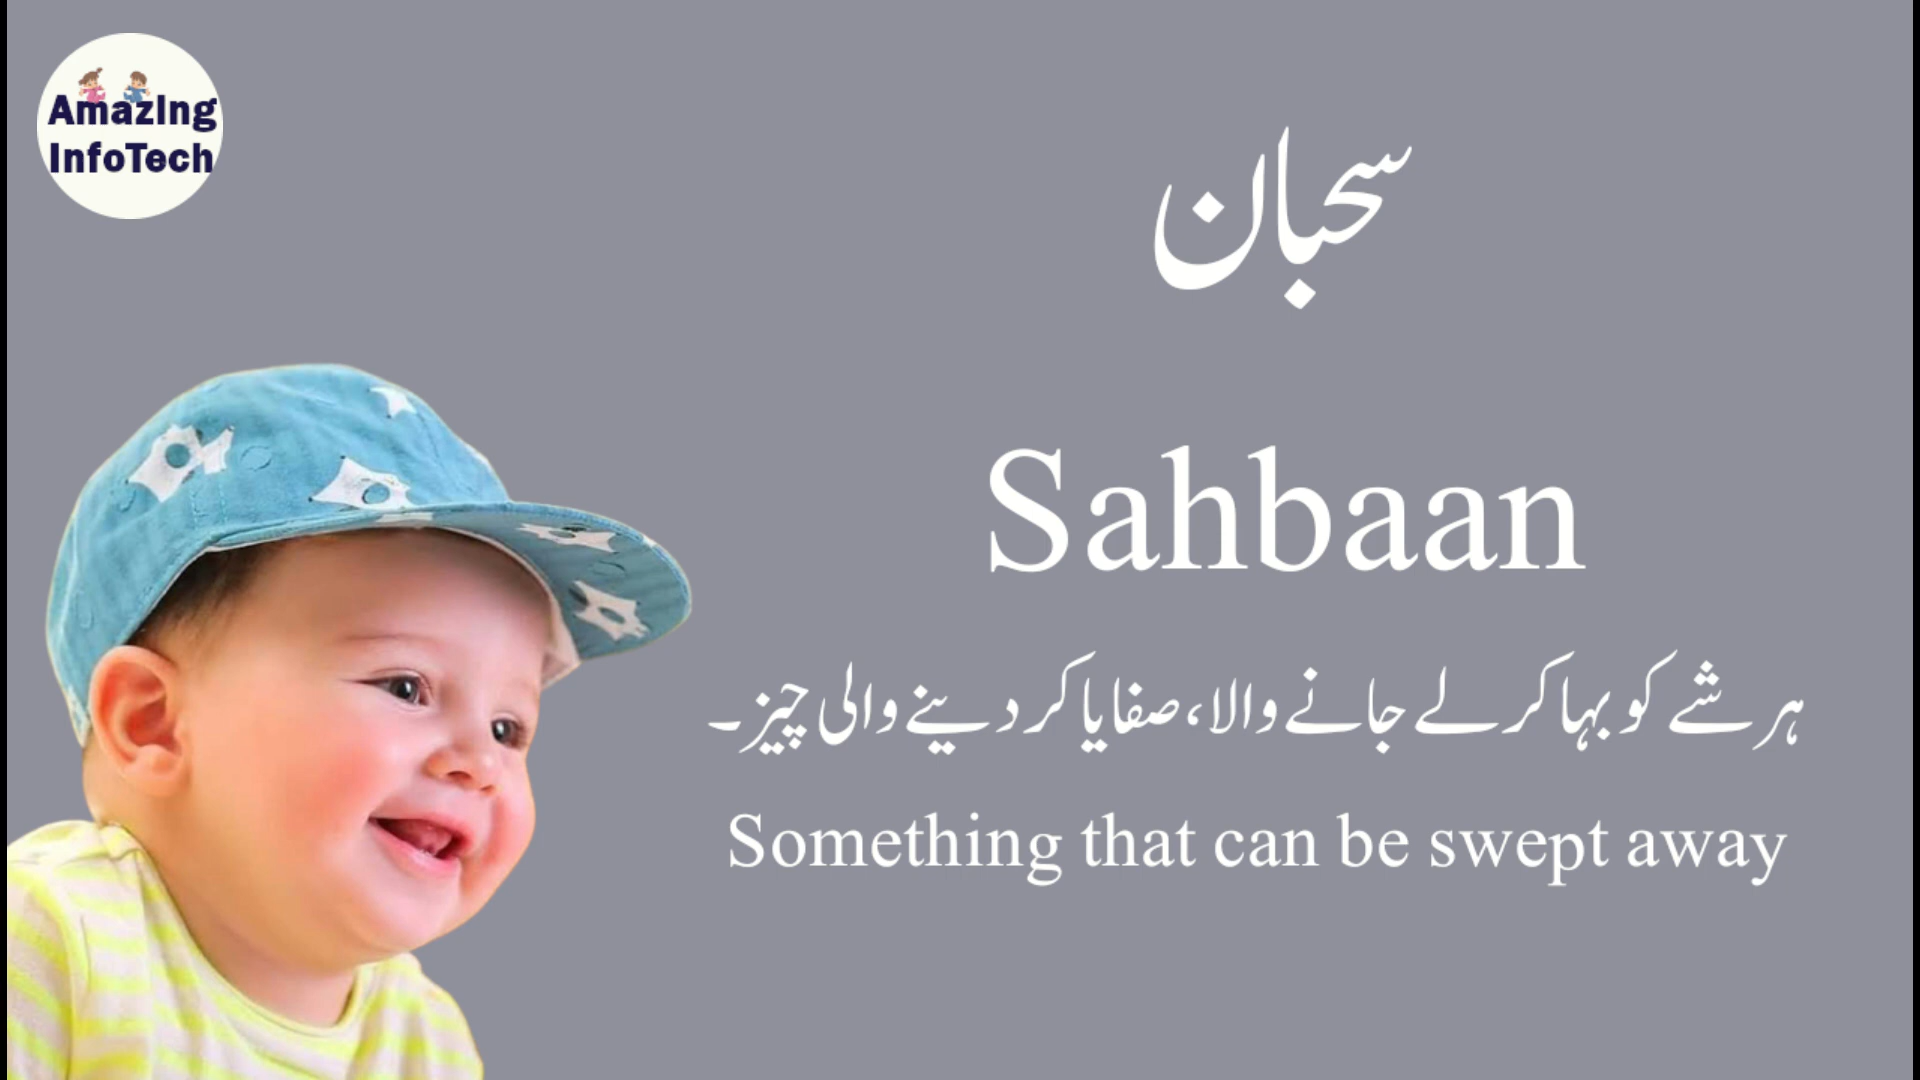 Amazing
InfoTech
سحبان
Sahbaan
ہر شے کو بہا کر لے جانے والا، صفایا کر دینے والی چیز۔
Something that can be swept away